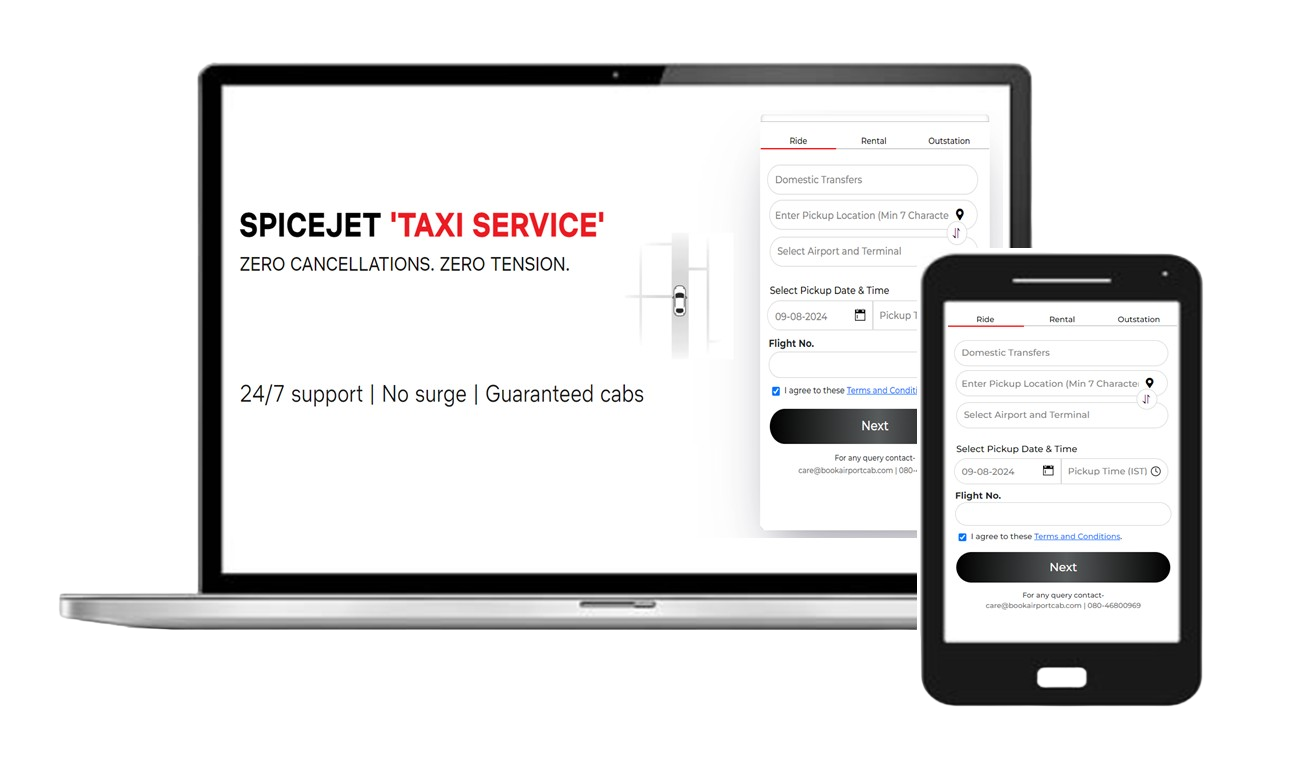 SPICEJET 'TAXI SERVICE'
ZERO CANCELLATIONS. ZERO TENSION.
24/7 support | No surge | Guaranteed cabs
Ride Rental Outstation
Domestic Transfers
Enter Pickup Location (Min 7 Characte
Select Airport and Terminal
Select Pickup Date & Time
09-08-2024 Pickup T
Flight No.
I agree to these Terms and Conditi
Next
For any query contact-
care@bookairportcab.com | 080-
Ride Rental Outstation
Domestic Transfers
Enter Pickup Location (Min 7 Characte
Select Airport and Terminal
Select Pickup Date & Time
09-08-2024 Pickup Time (IST)
Flight No.
I agree to these Terms and Conditions.
Next
For any query contact-
care@bookairportcab.com | 080-46800969